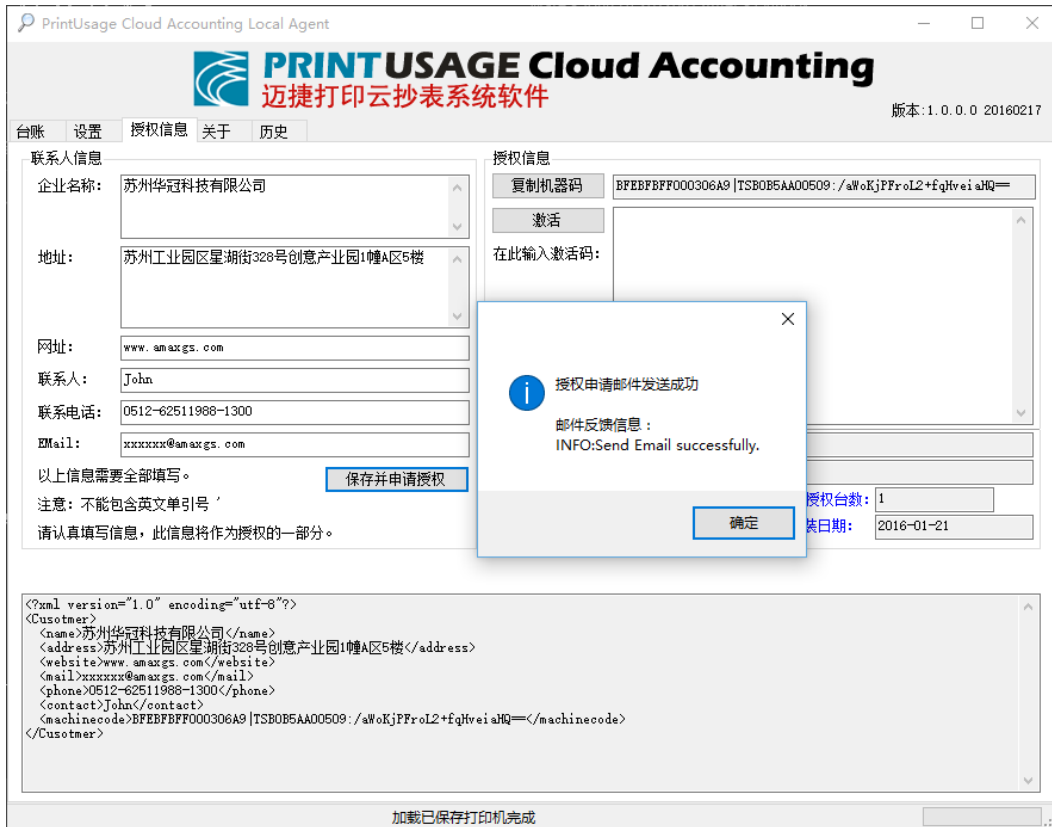 PrintUsage Cloud Accounting Local Agent
PRINTUSAGE Cloud Accounting
迈捷打印云抄表系统软件
版本:1.0.0.0 20160217
台账 设置 授权信息 关于 历史
联系人信息
企业名称: 苏州华冠科技有限公司
地址: 苏州工业园区星湖街328号创意产业园1幢A区5楼
网址: www.amaxgs.com
联系人: John
联系电话: 0512-62511988-1300
EMail: xxxxxx@amaxgs.com
以上信息需要全部填写。
保存并申请授权
注意: 不能包含英文单引号 '
请认真填写信息，此信息将作为授权的一部分。
授权信息
复制机器码 BFEBFBFF000306A9|TSB0B5AA00509:/aWoKjPFroL2+fqHveiaHQ==
激活
在此输入激活码:
授权申请邮件发送成功
邮件反馈信息：
INFO:Send Email successfully.
确定
授权台数: 1
装日期: 2016-01-21
<?xml version="1.0" encoding="utf-8"?>
<Cusotmer>
<name>苏州华冠科技有限公司</name>
<address>苏州工业园区星湖街328号创意产业园1幢A区5楼</address>
<website>www.amaxgs.com</website>
<mail>xxxxxx@amaxgs.com</mail>
<phone>0512-62511988-1300</phone>
<contact>John</contact>
<machinecode>BFEBFBFF000306A9|TSB0B5AA00509:/aWoKjPFroL2+fqHveiaHQ==</machinecode>
</Cusotmer>
加载已保存打印机完成